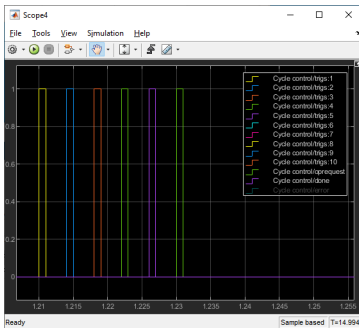 Scope4
File Tools View Simulation Help
Cycle control/trigs:1
Cycle control/trigs:2
Cycle control/trigs:3
Cycle control/trigs:4
Cycle control/trigs:5
Cycle control/trigs:6
Cycle control/trigs:7
Cycle control/trigs:8
Cycle control/trigs:9
Cycle control/trigs:10
Cycle control/qprequest
Cycle control/done
Cycle control/error
1
0.8
0.6
0.4
0.2
0
1.21 1.215 1.22 1.225 1.23 1.235 1.24 1.245 1.25 1.255
Ready Sample based T=14.994